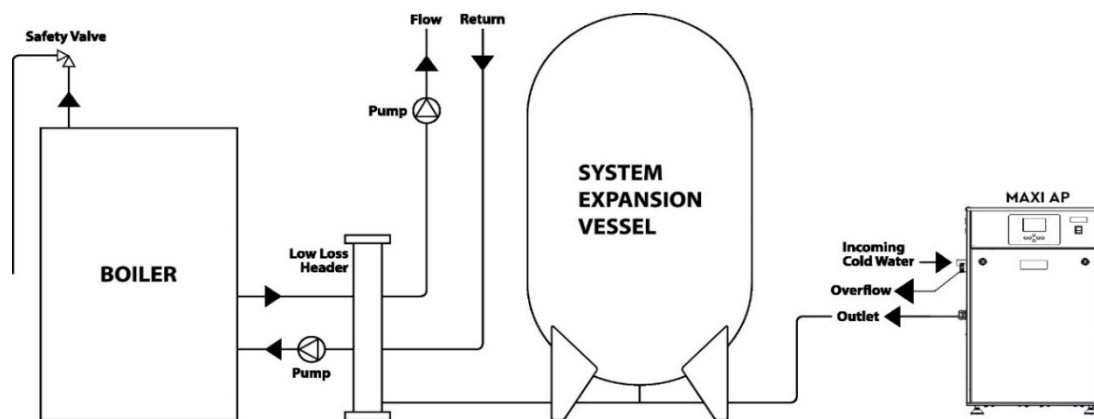 Safety Valve
Flow
Return
Pump
SYSTEM
EXPANSION
VESSEL
MAXI AP
Low Loss
Header
BOILER
Incoming
Cold Water
Overflow
Outlet
Pump